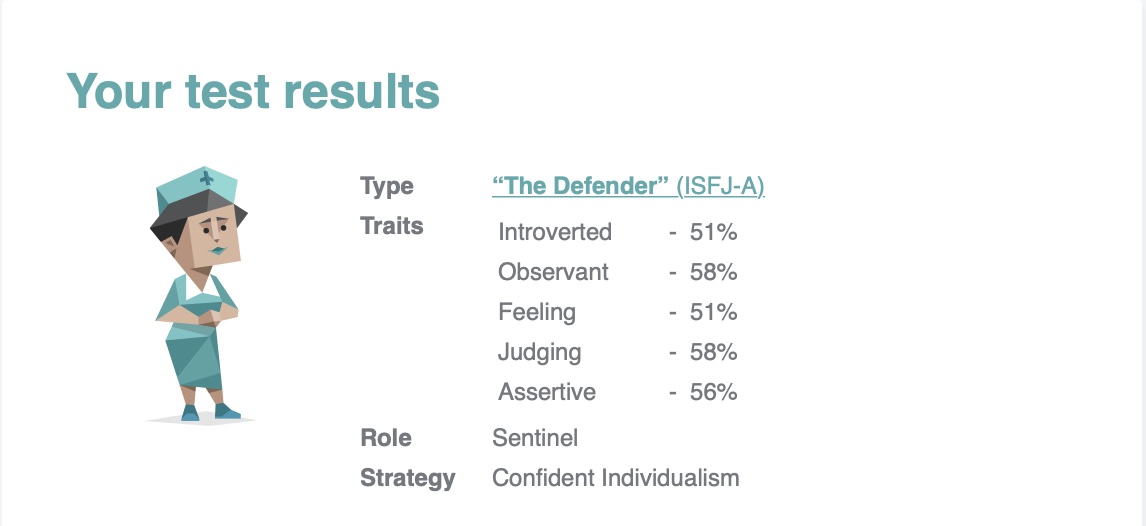 Your test results
Type “The Defender” (ISFJ-A)
Traits
Introverted - 51%
Observant - 58%
Feeling - 51%
Judging - 58%
Assertive - 56%
Role Sentinel
Strategy Confident Individualism